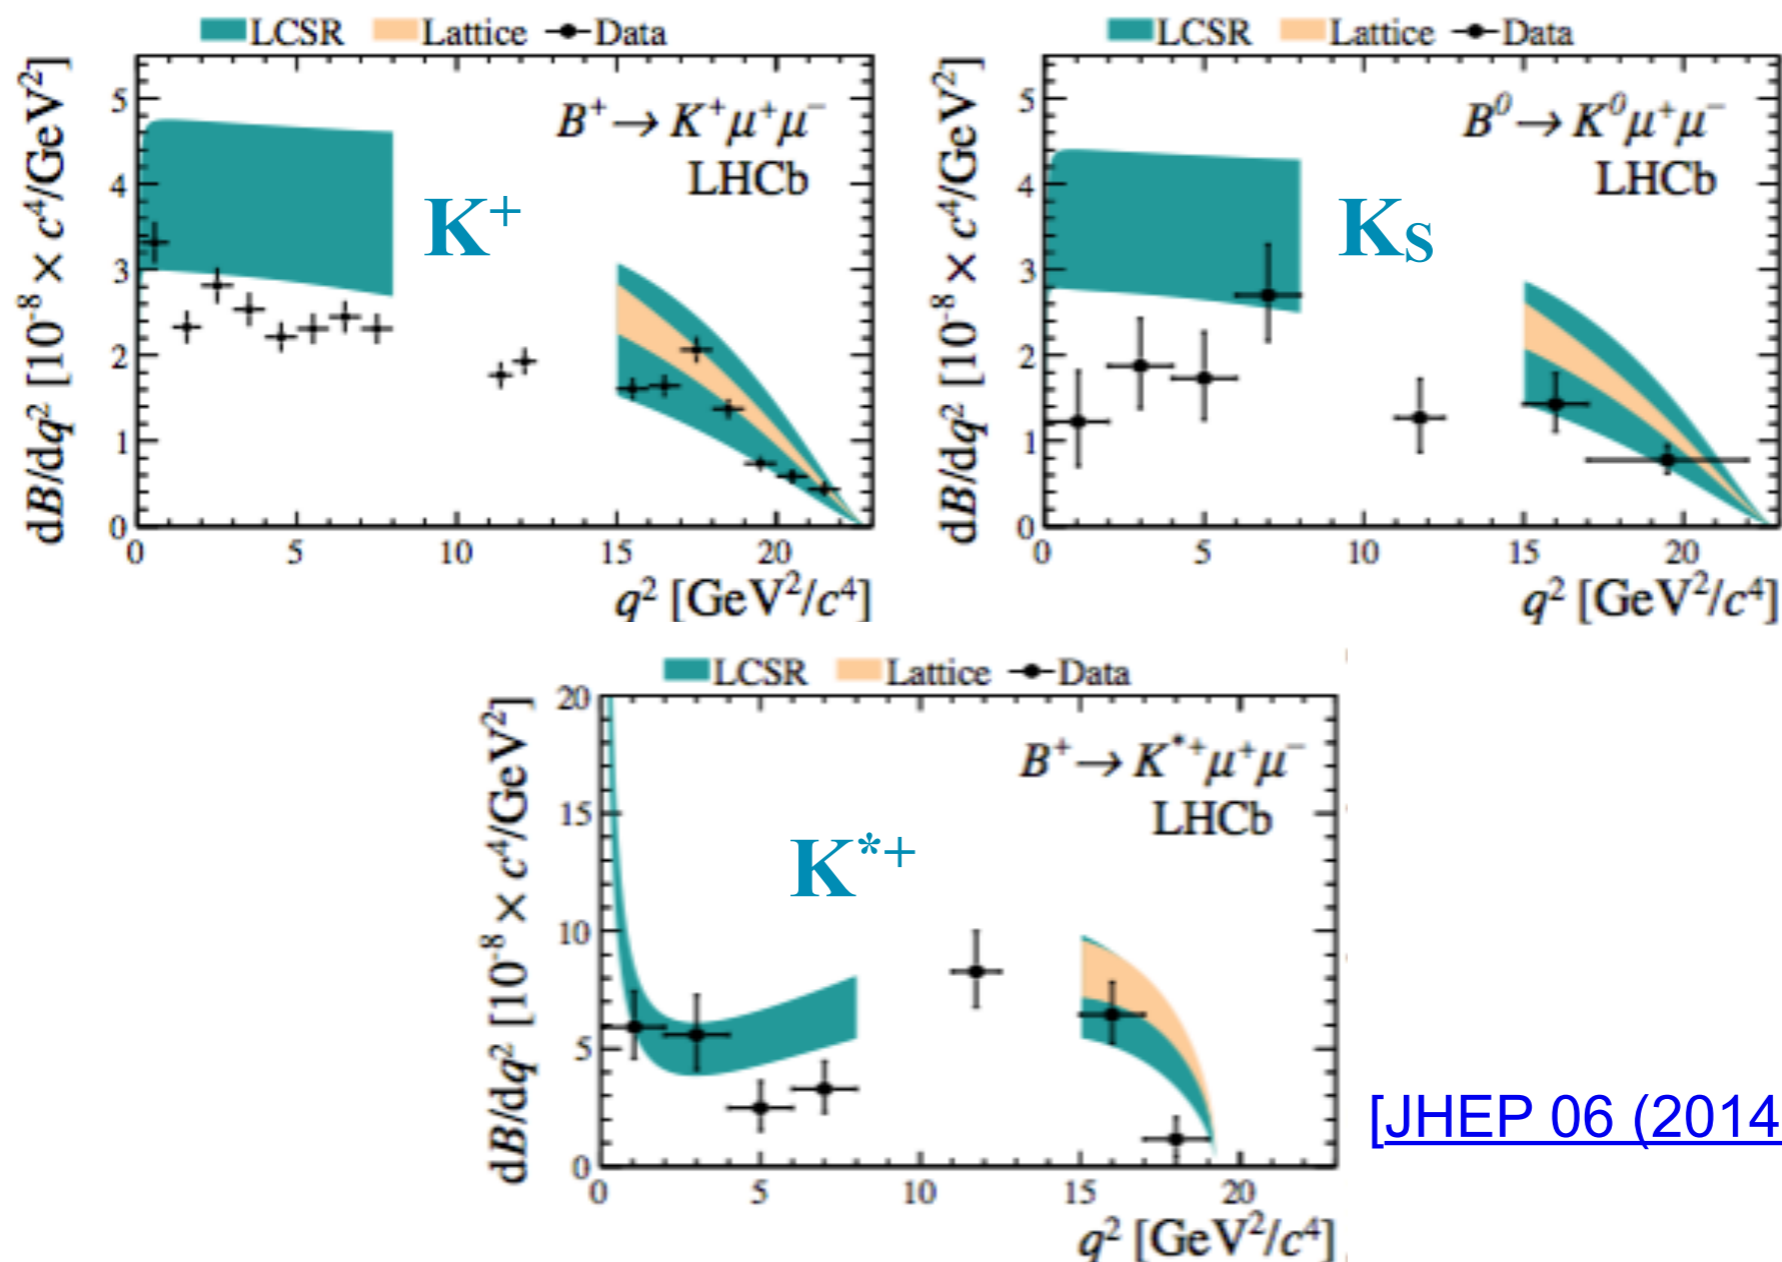 LCSR Lattice Data
dB/dq² [10⁻⁸ × c⁴/GeV²]
5
4
3
2
1
0
B⁺→K⁺μ⁺μ⁻
LHCb
K⁺
0 5 10 15 20
q² [GeV²/c⁴]
LCSR Lattice Data
dB/dq² [10⁻⁸ × c⁴/GeV²]
5
4
3
2
1
0
B⁰→K⁰μ⁺μ⁻
LHCb
K_S
0 5 10 15 20
q² [GeV²/c⁴]
LCSR Lattice Data
dB/dq² [10⁻⁸ × c⁴/GeV²]
20
15
10
5
0
B⁺→K*⁺μ⁺μ⁻
LHCb
K*⁺
0 5 10 15 20
q² [GeV²/c⁴]
[JHEP 06 (2014